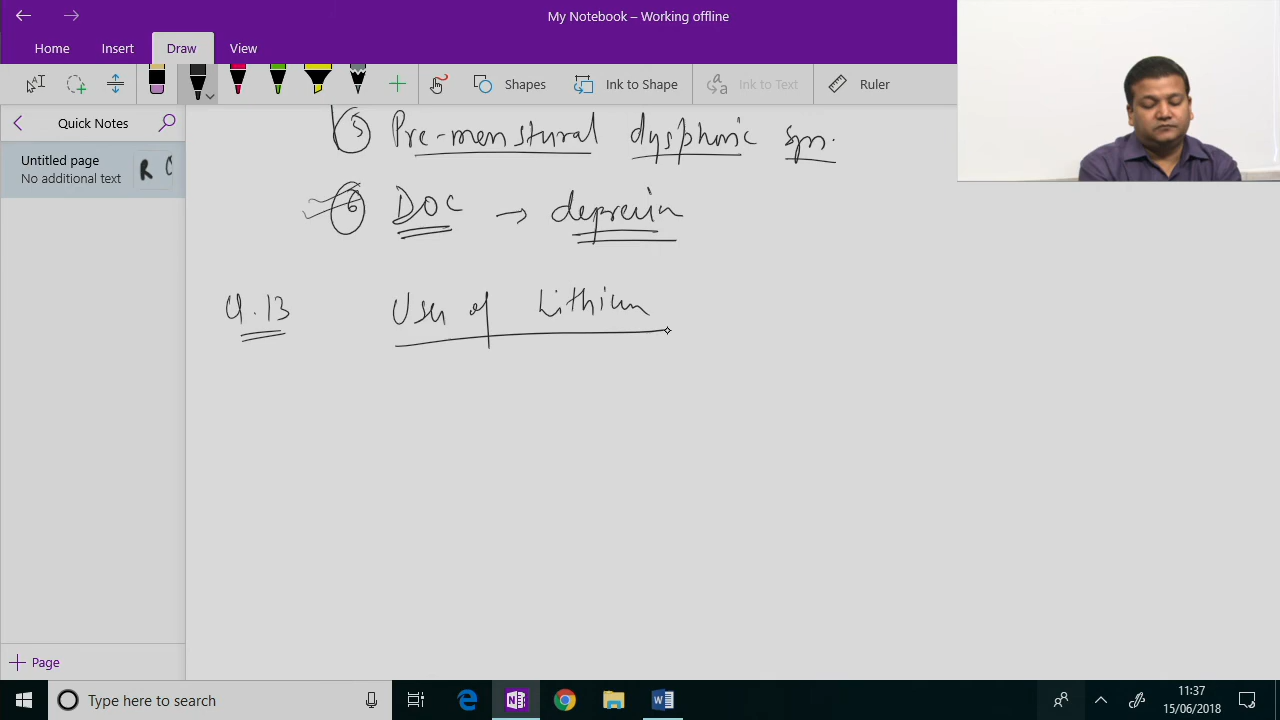 My Notebook – Working offline
Home Insert Draw View
Shapes Ink to Shape Ink to Text Ruler
Quick Notes
Untitled page
No additional text
R
5 Pre-menstural dysphoric syn.
6 DOC → depression
Q.13 Uses of Lithium
+ Page
Type here to search
11:37
15/06/2018